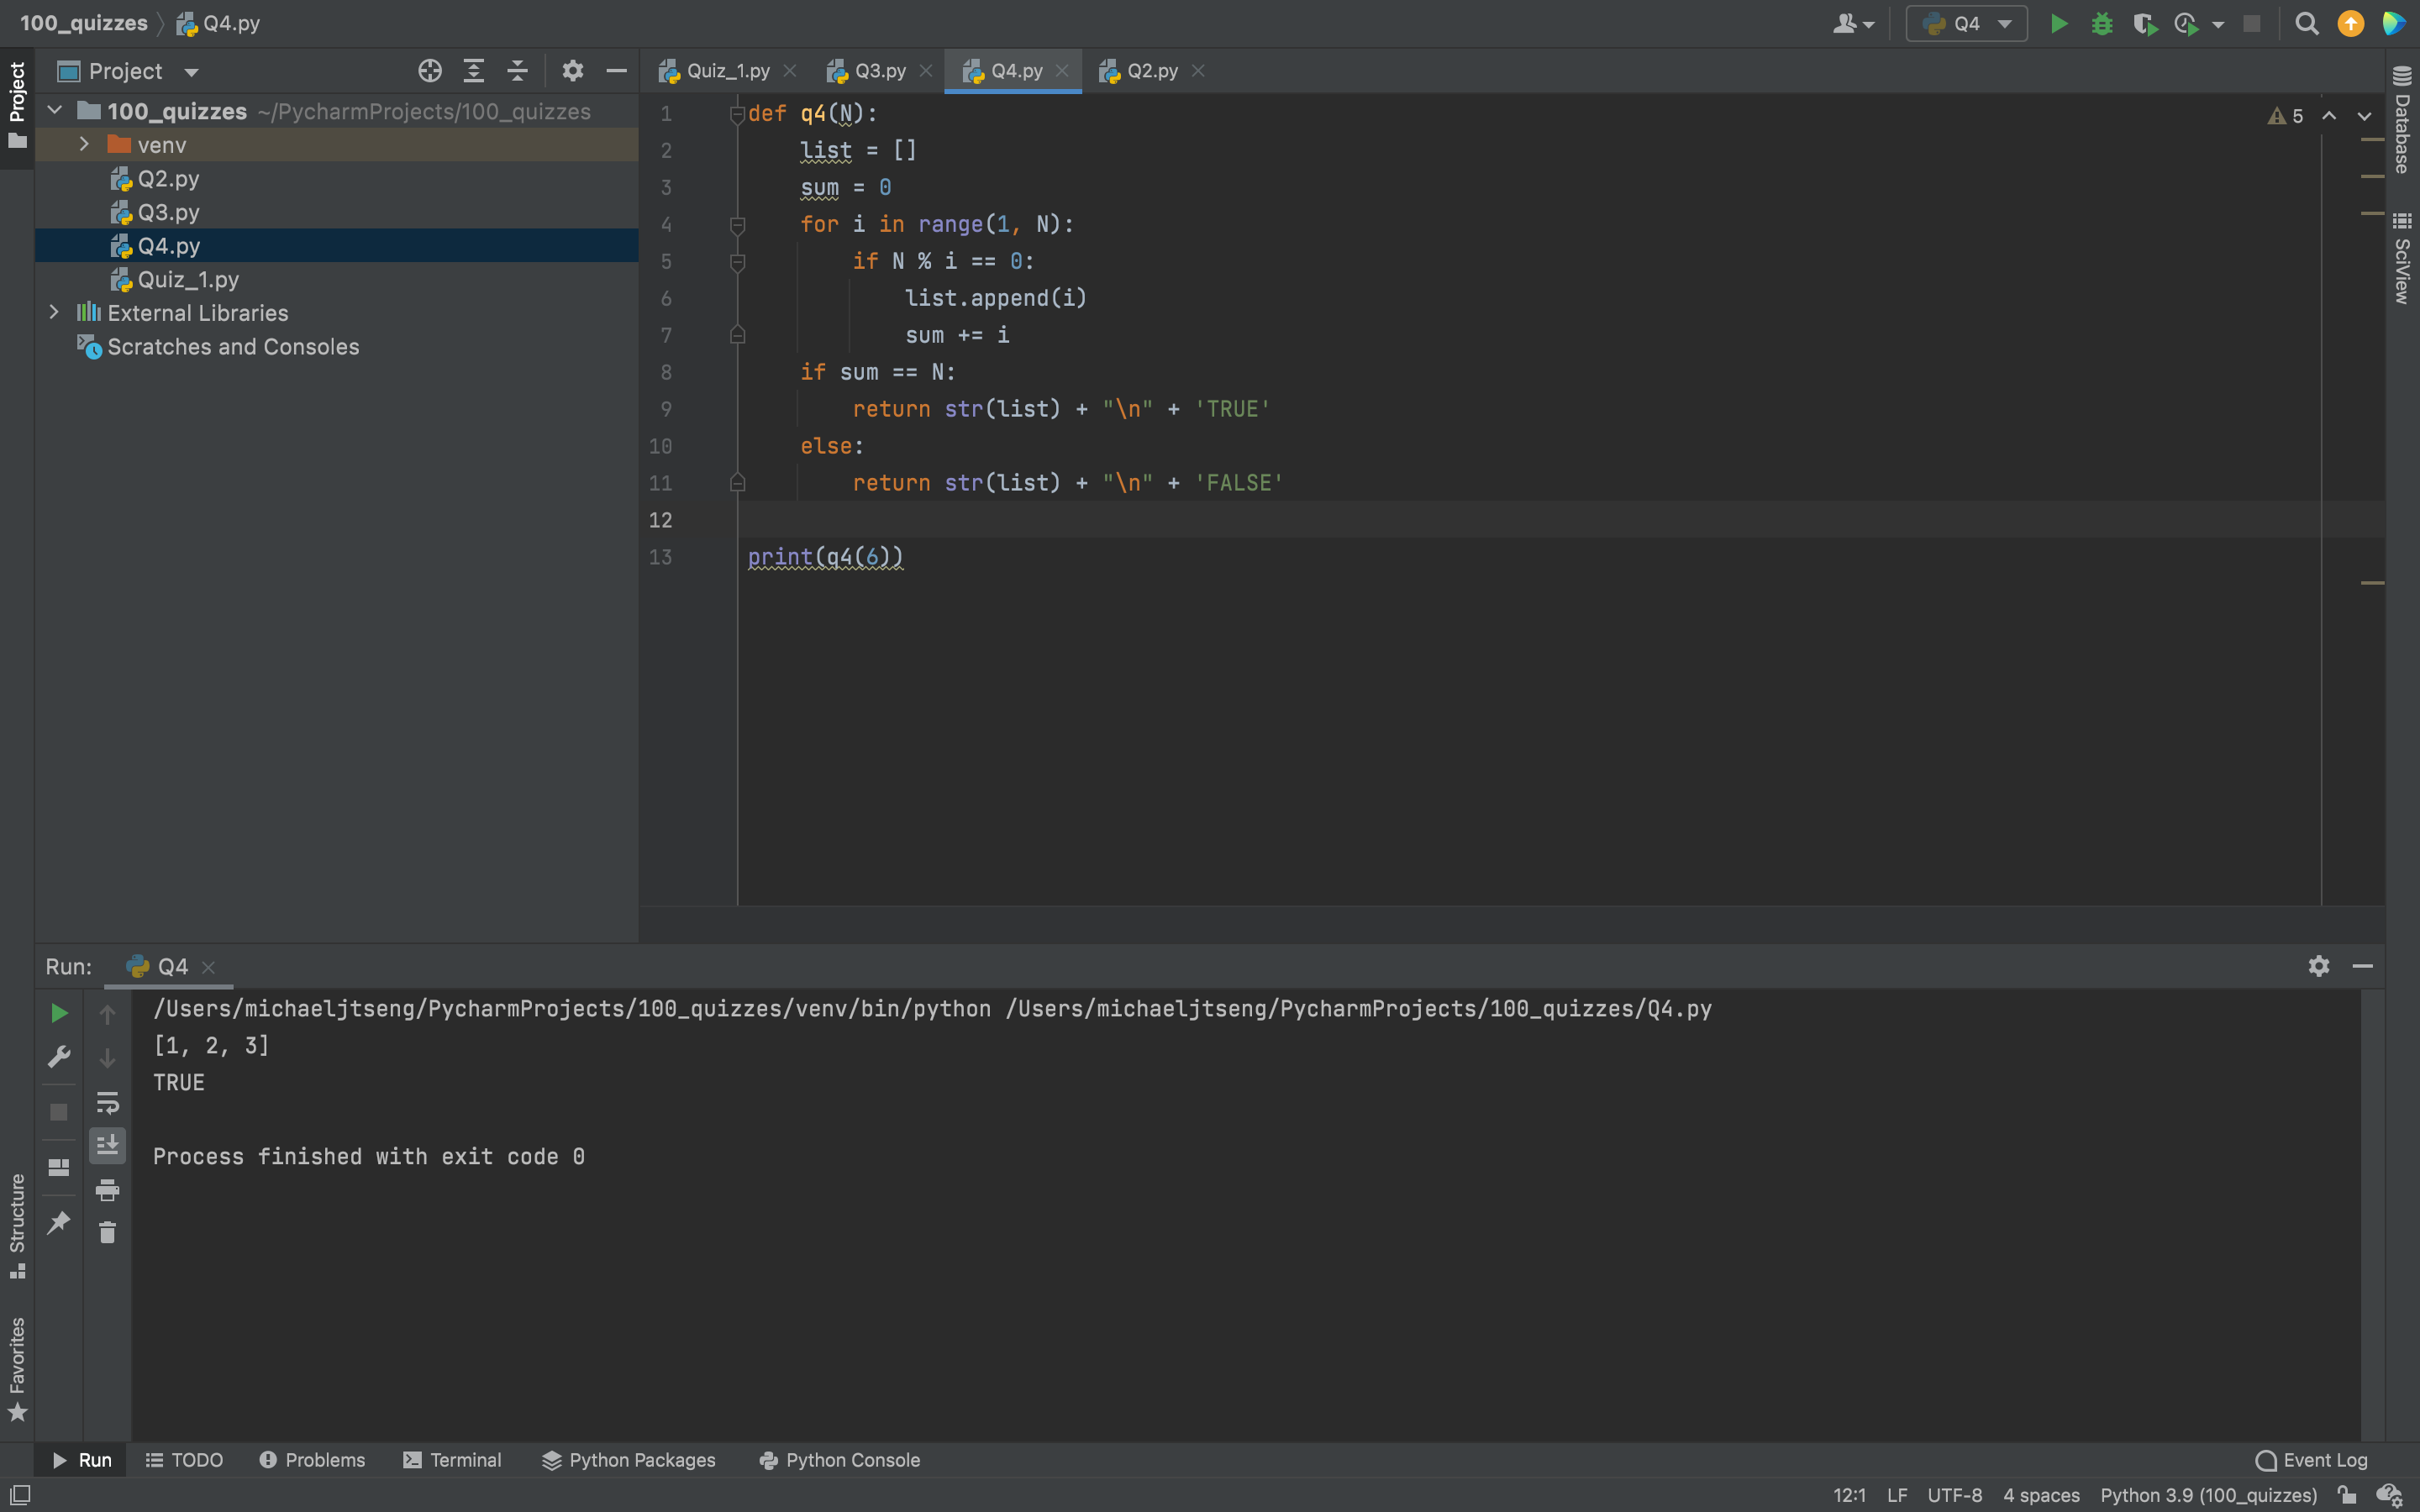 100_quizzes Q4.py
Q4
Project
Project
100_quizzes ~/PycharmProjects/100_quizzes
venv
Q2.py
Q3.py
Q4.py
Quiz_1.py
External Libraries
Scratches and Consoles
Quiz_1.py Q3.py Q4.py Q2.py
1 def q4(N):
2 list = []
3 sum = 0
4 for i in range(1, N):
5 if N % i == 0:
6 list.append(i)
7 sum += i
8 if sum == N:
9 return str(list) + "\n" + 'TRUE'
10 else:
11 return str(list) + "\n" + 'FALSE'
12
13 print(q4(6))
5
Database
SciView
Run: Q4
/Users/michaeljtseng/PycharmProjects/100_quizzes/venv/bin/python /Users/michaeljtseng/PycharmProjects/100_quizzes/Q4.py
[1, 2, 3]
TRUE
Process finished with exit code 0
Structure
Favorites
Run TODO Problems Terminal Python Packages Python Console Event Log
12:1 LF UTF-8 4 spaces Python 3.9 (100_quizzes)